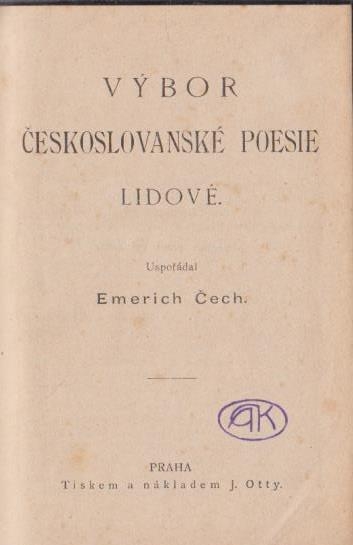 VÝBOR
ČESKOSLOVANSKÉ POESIE
LIDOVÉ.
Uspořádal
Emerich Čech.
AK
PRAHA
Tiskem a nákladem J. Otty.